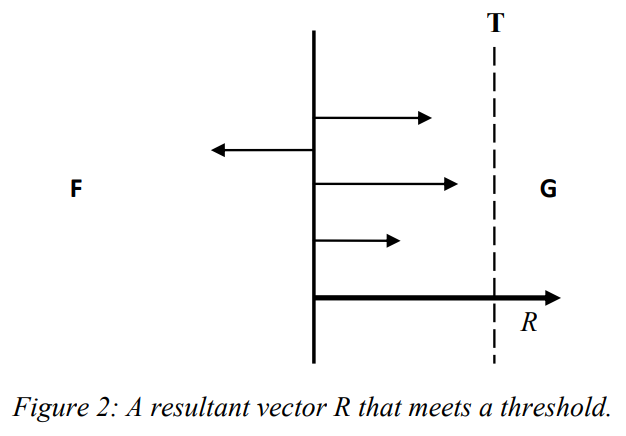 T
F
G
R
Figure 2: A resultant vector R that meets a threshold.